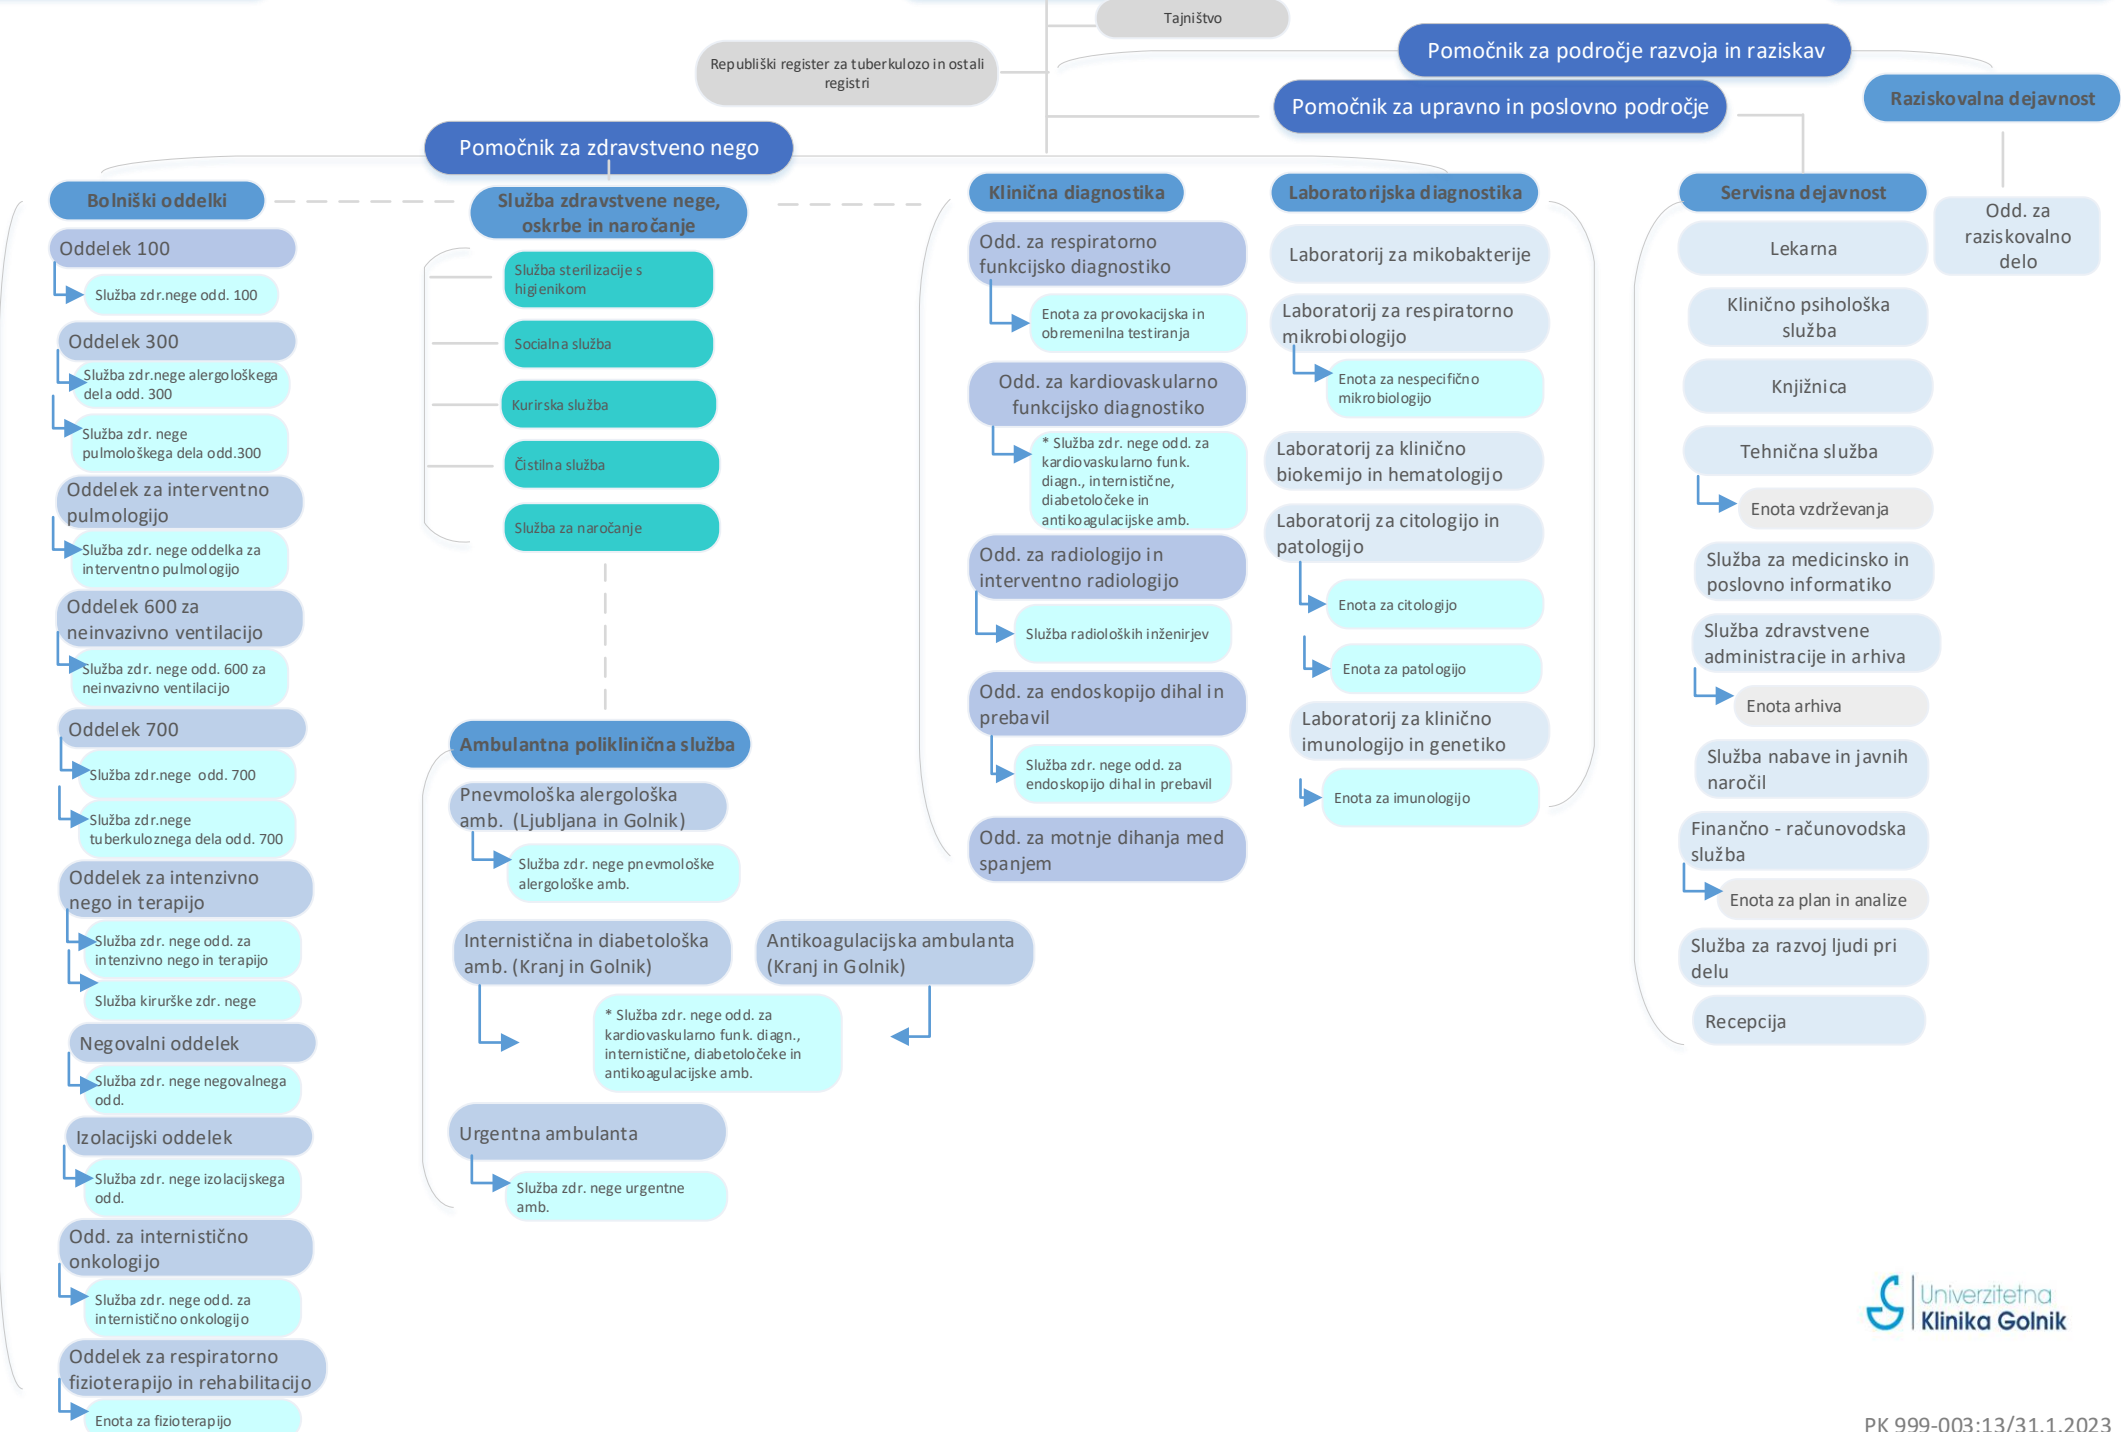 Tajništvo
Republiški register za tuberkulozo in ostali
registri
Pomočnik za področje razvoja in raziskav
Pomočnik za upravno in poslovno področje
Raziskovalna dejavnost
Odd. za
raziskovalno
delo
Pomočnik za zdravstveno nego
Bolniški oddelki
Oddelek 100
Služba zdr.nege odd. 100
Oddelek 300
Služba zdr.nege alergološkega
dela odd. 300
Služba zdr. nege
pulmološkega dela odd.300
Oddelek za interventno
pulmologijo
Služba zdr. nege oddelka za
interventno pulmologijo
Oddelek 600 za
neinvazivno ventilacijo
Služba zdr. nege odd. 600 za
neinvazivno ventilacijo
Oddelek 700
Služba zdr.nege odd. 700
Služba zdr.nege
tuberkuloznega dela odd. 700
Oddelek za intenzivno
nego in terapijo
Služba zdr. nege odd. za
intenzivno nego in terapijo
Služba kirurške zdr. nege
Negovalni oddelek
Služba zdr. nege negovalnega
odd.
Izolacijski oddelek
Služba zdr. nege izolacijskega
odd.
Odd. za internistično
onkologijo
Služba zdr. nege odd. za
internistično onkologijo
Oddelek za respiratorno
fizioterapijo in rehabilitacijo
Enota za fizioterapijo
Služba zdravstvene nege,
oskrbe in naročanje
Služba sterilizacije s
higienikom
Socialna služba
Kurirska služba
Čistilna služba
Služba za naročanje
Ambulantna poliklinična služba
Pnevmološka alergološka
amb. (Ljubljana in Golnik)
Služba zdr. nege pnevmološke
alergološke amb.
Internistična in diabetološka
amb. (Kranj in Golnik)
Antikoagulacijska ambulanta
(Kranj in Golnik)
* Služba zdr. nege odd. za
kardiovaskularno funk. diagn.,
internistične, diabetoločeke in
antikoagulacijske amb.
Urgentna ambulanta
Služba zdr. nege urgentne
amb.
Klinična diagnostika
Odd. za respiratorno
funkcijsko diagnostiko
Enota za provokacijska in
obremenilna testiranja
Odd. za kardiovaskularno
funkcijsko diagnostiko
* Služba zdr. nege odd. za
kardiovaskularno funk.
diagn., internistične,
diabetoločeke in
antikoagulacijske amb.
Odd. za radiologijo in
interventno radiologijo
Služba radioloških inženirjev
Odd. za endoskopijo dihal in
prebavil
Služba zdr. nege odd. za
endoskopijo dihal in prebavil
Odd. za motnje dihanja med
spanjem
Laboratorijska diagnostika
Laboratorij za mikobakterije
Laboratorij za respiratorno
mikrobiologijo
Enota za nespecifično
mikrobiologijo
Laboratorij za klinično
biokemijo in hematologijo
Laboratorij za citologijo in
patologijo
Enota za citologijo
Enota za patologijo
Laboratorij za klinično
imunologijo in genetiko
Enota za imunologijo
Servisna dejavnost
Lekarna
Klinično psihološka
služba
Knjižnica
Tehnična služba
Enota vzdrževanja
Služba za medicinsko in
poslovno informatiko
Služba zdravstvene
administracije in arhiva
Enota arhiva
Služba nabave in javnih
naročil
Finančno - računovodska
služba
Enota za plan in analize
Služba za razvoj ljudi pri
delu
Recepcija
Univerzitetna
Klinika Golnik
PK 999-003:13/31.1.2023